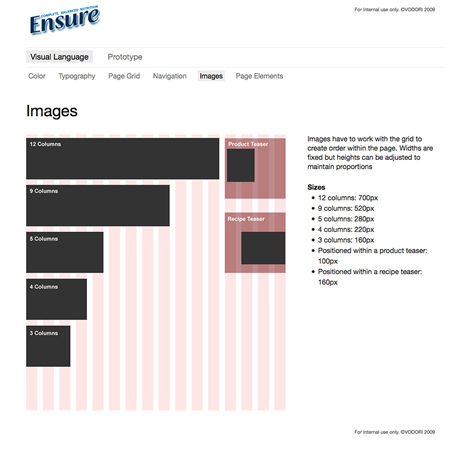 COMPLETE, BALANCED NUTRITION
Ensure
For Internal use only. ©VODORI 2009
Visual Language Prototype
Color Typography Page Grid Navigation Images Page Elements
Images
12 Columns
Product Teaser
9 Columns
Recipe Teaser
5 Columns
4 Columns
3 Columns
Images have to work with the grid to
create order within the page. Widths are
fixed but heights can be adjusted to
maintain proportions
Sizes
• 12 columns: 700px
• 9 columns: 520px
• 5 columns: 280px
• 4 columns: 220px
• 3 columns: 160px
• Positioned within a product teaser:
100px
• Positioned within a recipe teaser:
160px
For Internal use only. ©VODORI 2009